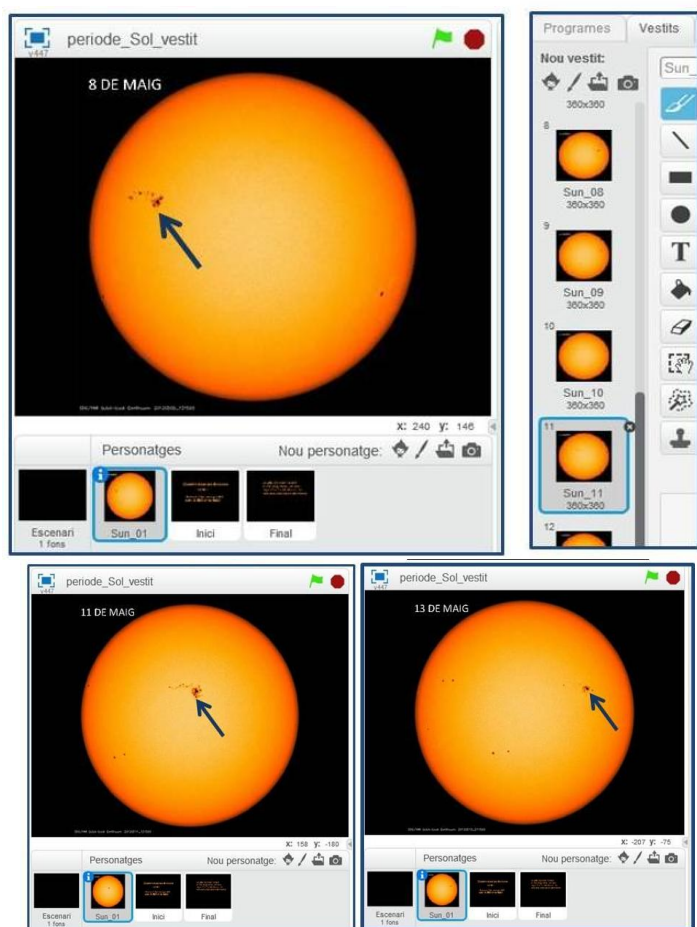 periode_Sol_vestit
v447
8 DE MAIG
X: 240 y: 146
Personatges
Nou personatge:
Escenari
1 fons
Sun_01
Inici
Final
Programes
Vestits
Nou vestit:
Sun_
360x360
8
Sun_08
360x360
9
Sun_09
360x360
10
Sun_10
360x360
11
Sun_11
360x360
12
periode_Sol_vestit
11 DE MAIG
X: 158 y: -180
Personatges
Nou personatge:
Escenari
1 fons
Sun_01
Inici
Final
periode_Sol_vestit
13 DE MAIG
X: -207 y: -75
Personatges
Nou personatge:
Escenari
1 fons
Sun_01
Inici
Final